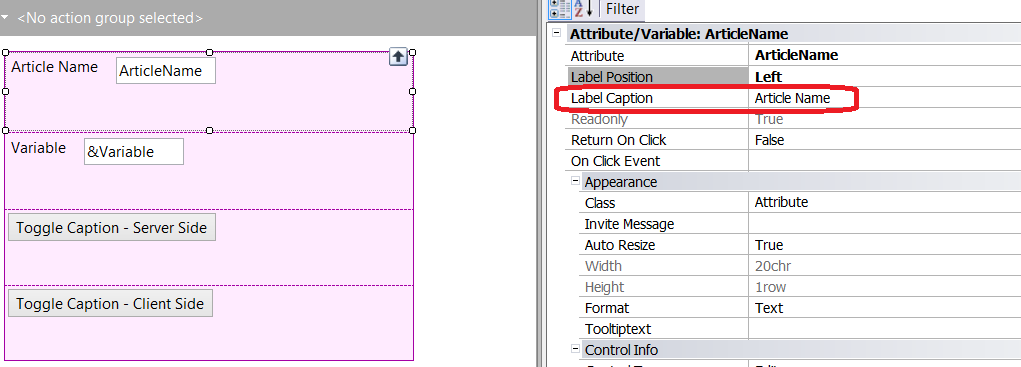 <No action group selected>
Article Name
ArticleName
Variable
&Variable
Toggle Caption - Server Side
Toggle Caption - Client Side
A
Z
Filter
Attribute/Variable: ArticleName
Attribute ArticleName
Label Position Left
Label Caption Article Name
Readonly True
Return On Click False
On Click Event
Appearance
Class Attribute
Invite Message
Auto Resize True
Width 20chr
Height 1row
Format Text
Tooltiptext
Control Info